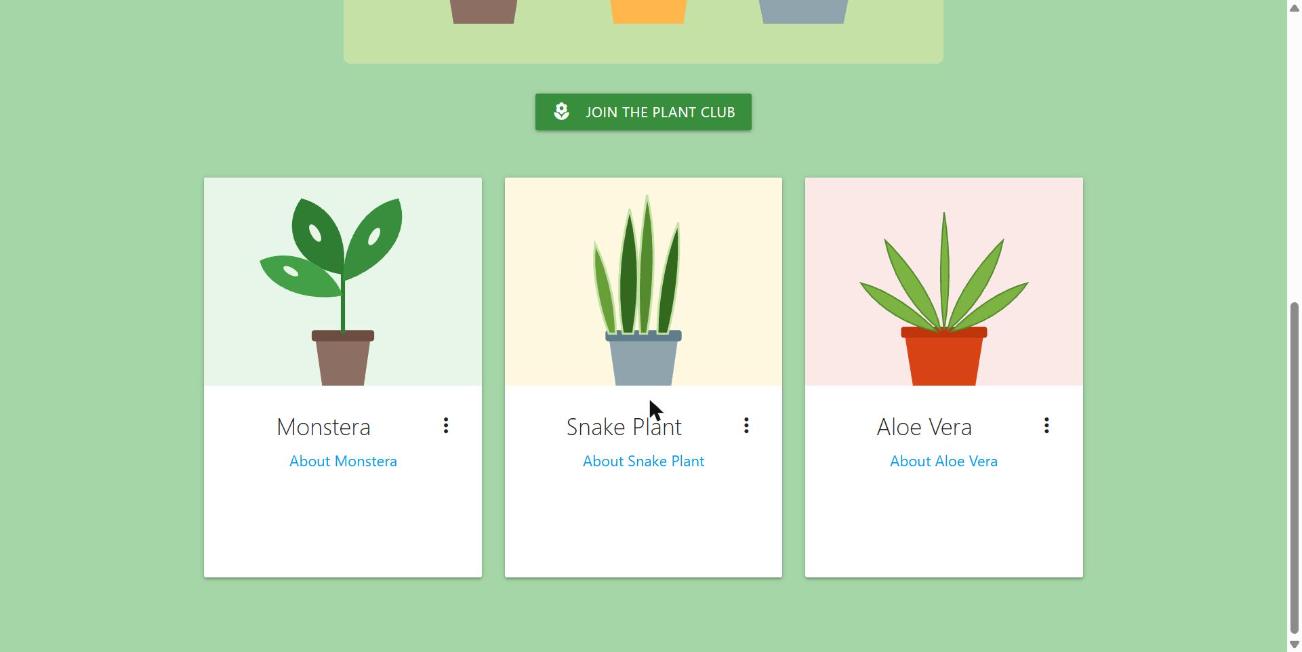 JOIN THE PLANT CLUB
Monstera
About Monstera
Snake Plant
About Snake Plant
Aloe Vera
About Aloe Vera